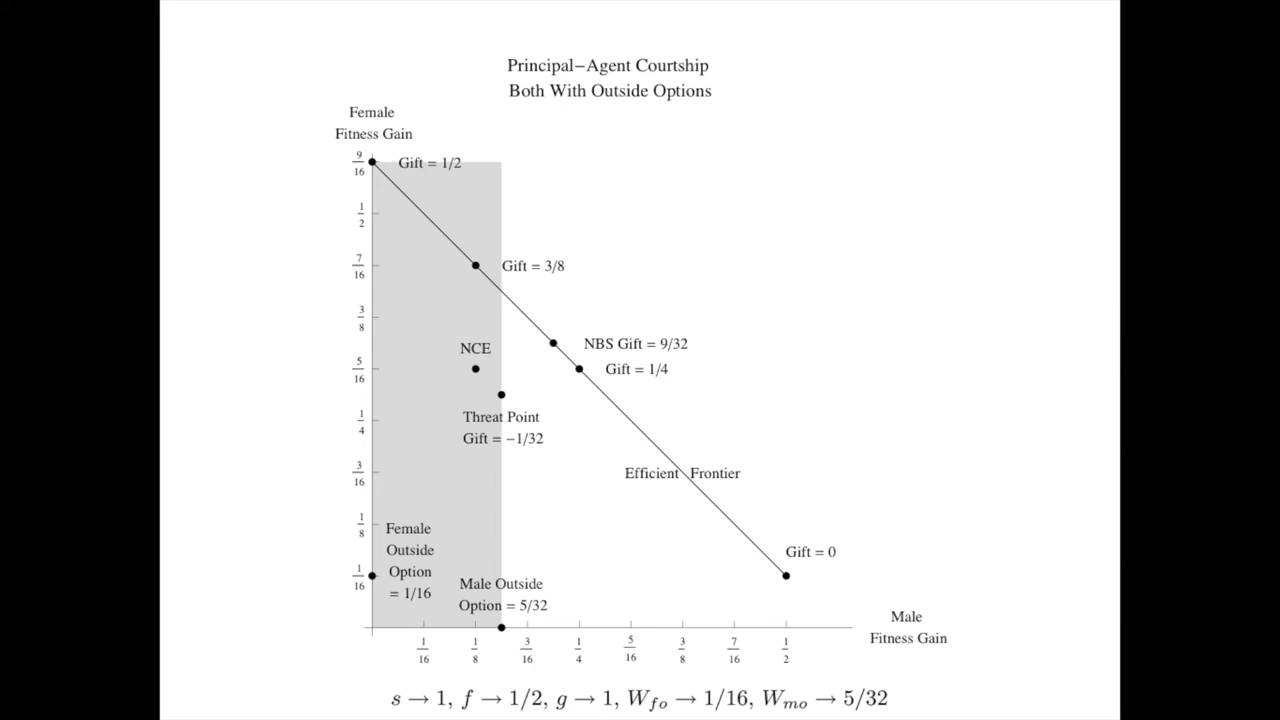 Principal–Agent Courtship
Both With Outside Options
Female
Fitness Gain
9/16
Gift = 1/2
1/2
7/16
Gift = 3/8
3/8
NCE
NBS Gift = 9/32
5/16
Gift = 1/4
Threat Point
1/4
Gift = −1/32
3/16
Efficient Frontier
1/8
Female
Outside
Option
= 1/16
Gift = 0
1/16
Male Outside
Option = 5/32
Male
Fitness Gain
1/16 1/8 3/16 1/4 5/16 3/8 7/16 1/2
s → 1, f → 1/2, g → 1, W_fo → 1/16, W_mo → 5/32